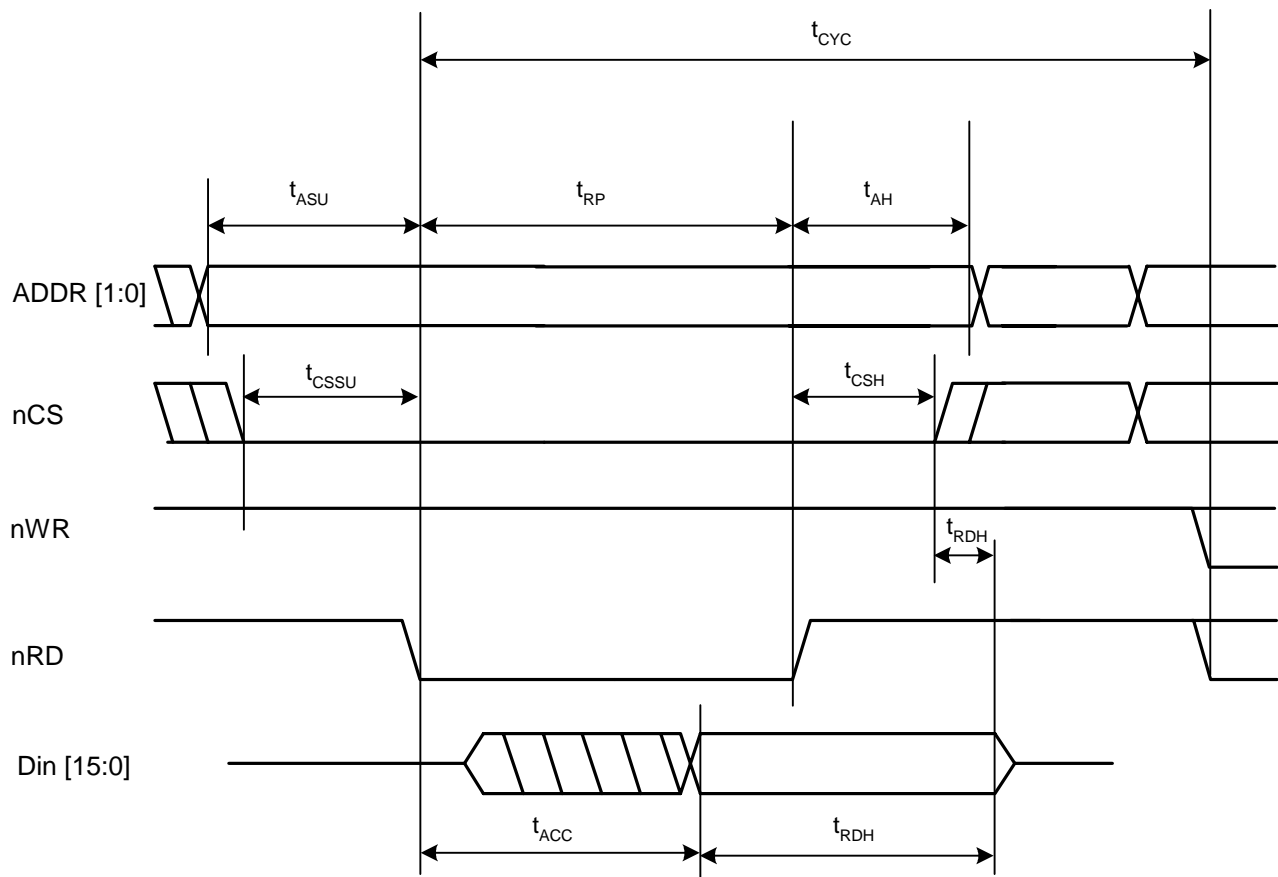 tCYC
tASU
tRP
tAH
ADDR [1:0]
tCSSU
tCSH
nCS
nWR
tRDH
nRD
Din [15:0]
tACC
tRDH